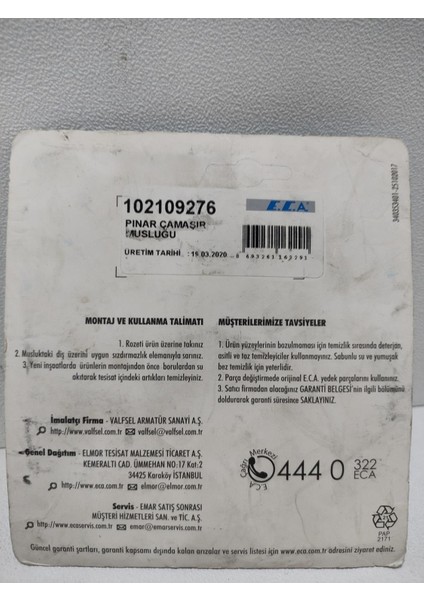 340353401-25102017
102109276
E.C.A
PINAR ÇAMAŞIR
MUSLUĞU
ÜRETİM TARİHİ : 16.03.2020
MONTAJ VE KULLANMA TALİMATI
1. Rozeti ürün üzerine takınız
2. Musluktaki diş üzerini uygun sızdırmazlık elemanıyla sarınız.
3. Yeni inşaatlarda ürünlerin montajından önce borulardan su
akıtarak tesisat içindeki artıkları temizleyiniz.
MÜŞTERİLERİMİZE TAVSİYELER
1. Ürün yüzeylerinin bozulmaması için temizlik sırasında deterjan,
asitli ve toz temizleyiciler kullanmayınız. Sabunlu su ve yumuşak
bez temizlik için yeterlidir.
2. Parça değiştirmede orijinal E.C.A. yedek parçalarını kullanınız.
3. Satıcı firmadan alacağınız GARANTİ BELGESİ'nin ilgili bölümünü
doldurarak garanti süresince SAKLAYINIZ.
İmalatçı Firma - VALFSEL ARMATÜR SANAYİ A.Ş.
http://www.valfsel.com.tr valfsel@valfsel.com.tr
Genel Dağıtım - ELMOR TESİSAT MALZEMESİ TİCARET A.Ş.
KEMERALTI CAD. ÜMMEHAN NO:17 Kat:2
34425 Karaköy İSTANBUL
http://www.eca.com.tr elmor@elmor.com.tr
Servis - EMAR SATIŞ SONRASI
MÜŞTERİ HİZMETLERİ SAN. ve TİC. A.Ş.
http://www.ecaservis.com.tr emar@emar.com.tr
E.C.A Çağrı Merkezi
444 0 322
ECA
21
PAP
2171
Güncel garanti şartları, garanti kapsamı dışında kalan arızalar ve servis listesi için www.eca.com.tr adresini ziyaret ediniz.